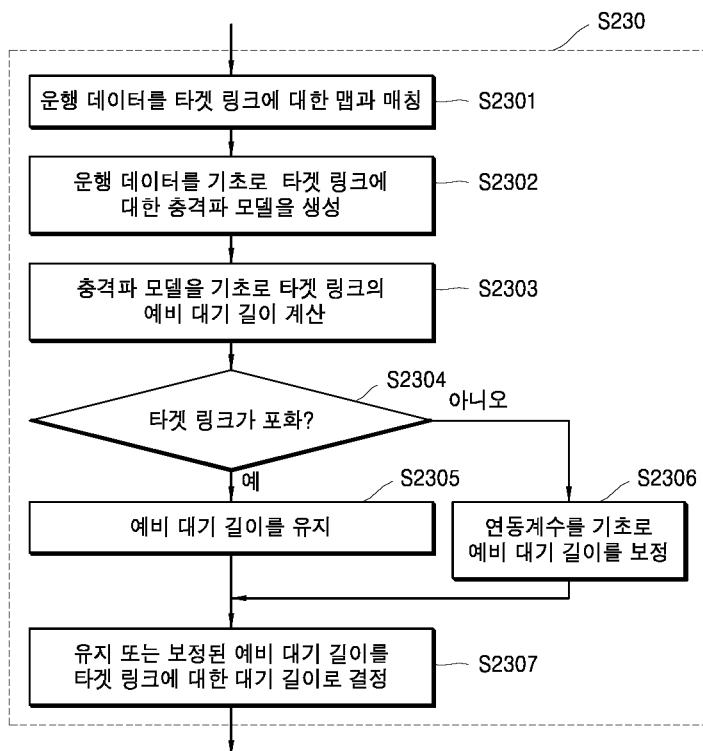 S230
운행 데이터를 타겟 링크에 대한 맵과 매칭
S2301
운행 데이터를 기초로 타겟 링크에
대한 충격파 모델을 생성
S2302
충격파 모델을 기초로 타겟 링크의
예비 대기 길이 계산
S2303
S2304
타겟 링크가 포화?
아니오
예
S2305
예비 대기 길이를 유지
S2306
연동계수를 기초로
예비 대기 길이를 보정
유지 또는 보정된 예비 대기 길이를
타겟 링크에 대한 대기 길이로 결정
S2307